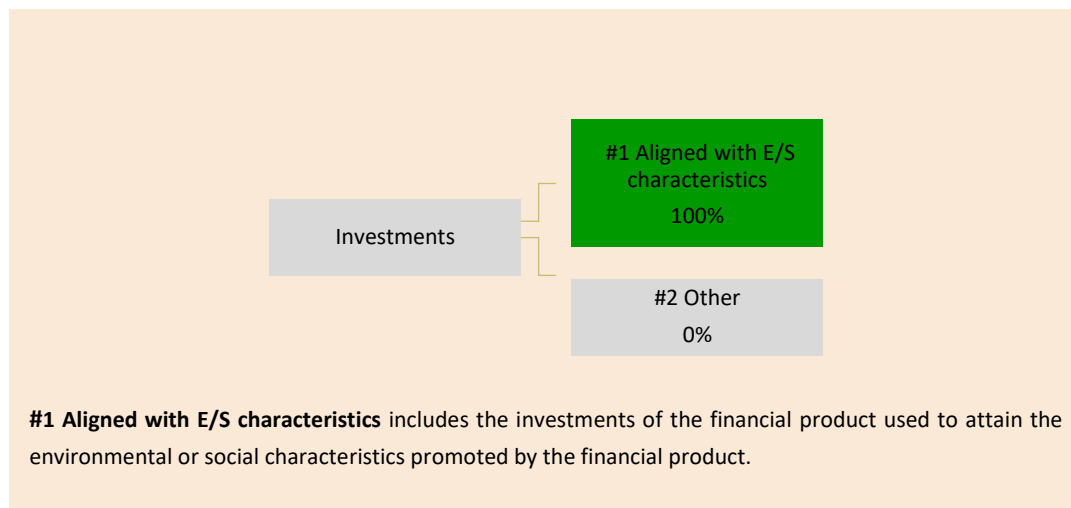 #1 Aligned with E/S
characteristics
100%
Investments
#2 Other
0%
#1 Aligned with E/S characteristics includes the investments of the financial product used to attain the
environmental or social characteristics promoted by the financial product.